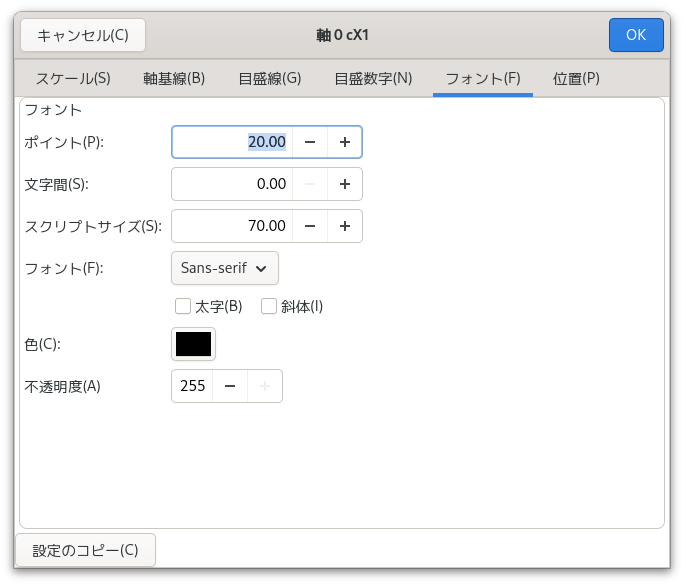 キャンセル(C) 軸 0 cX1 OK
スケール(S) 軸基線(B) 目盛線(G) 目盛数字(N) フォント(F) 位置(P)
フォント
ポイント(P): 20.00 − +
文字間(S): 0.00 − +
スクリプトサイズ(S): 70.00 − +
フォント(F): Sans-serif
太字(B) 斜体(I)
色(C):
不透明度(A) 255 − +
設定のコピー(C)